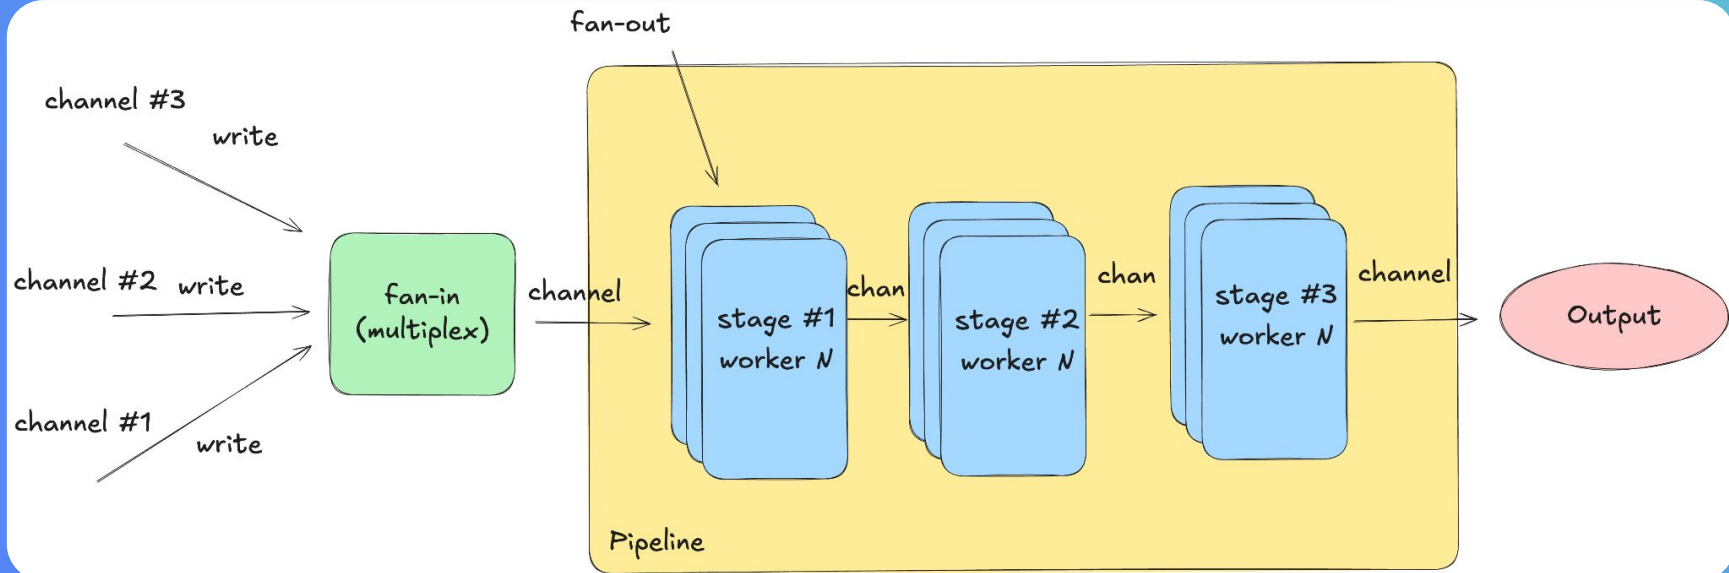 fan-out
channel #3
write
channel #2
write
channel #1
write
fan-in
(multiplex)
channel
stage #1
worker N
chan
stage #2
worker N
chan
stage #3
worker N
channel
Output
Pipeline